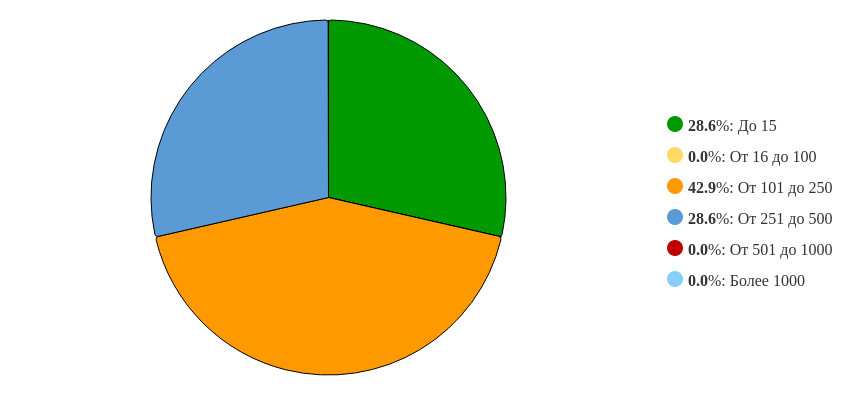 28.6%: До 15
0.0%: От 16 до 100
42.9%: От 101 до 250
28.6%: От 251 до 500
0.0%: От 501 до 1000
0.0%: Более 1000